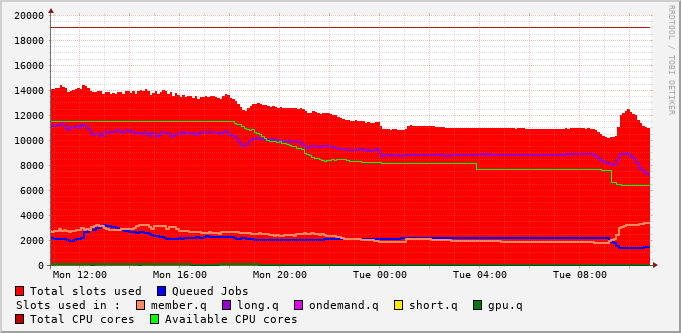 20000
18000
16000
14000
12000
10000
8000
6000
4000
2000
0
Mon 12:00 Mon 16:00 Mon 20:00 Tue 00:00 Tue 04:00 Tue 08:00
RRDTOOL / TOBI OETIKER
Total slots used Queued Jobs
Slots used in : member.q long.q ondemand.q short.q gpu.q
Total CPU cores Available CPU cores